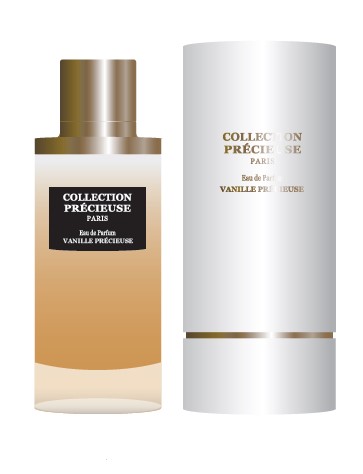 COLLECTION
PRÉCIEUSE
PARIS
Eau de Parfum
VANILLE PRÉCIEUSE
COLLECTION
PRÉCIEUSE
PARIS
Eau de Parfum
VANILLE PRÉCIEUSE